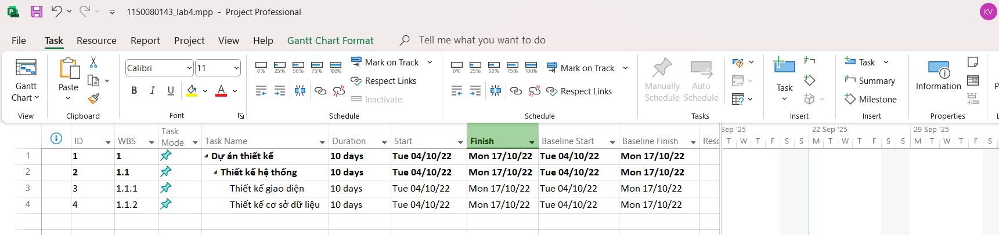 1150080143_lab4.mpp - Project Professional
KV
File Task Resource Report Project View Help Gantt Chart Format Tell me what you want to do
Gantt Chart
View
Paste
Clipboard
Calibri 11
B I U A
Font
0% 25% 50% 75% 100%
Mark on Track
Respect Links
Inactivate
Schedule
0% 25% 50% 75% 100%
Mark on Track
Respect Links
Schedule
Manually Schedule
Auto Schedule
Tasks
Task
Insert
Task
Summary
Milestone
Insert
Information
Properties
ID WBS Task Mode Task Name Duration Start Finish Baseline Start Baseline Finish Reso
Sep '25 22 Sep '25 29 Sep '25
T W T F S S M T W T F S S M T W T F S
1 1 1 Dự án thiết kế 10 days Tue 04/10/22 Mon 17/10/22 Tue 04/10/22 Mon 17/10/22
2 2 1.1 Thiết kế hệ thống 10 days Tue 04/10/22 Mon 17/10/22 Tue 04/10/22 Mon 17/10/22
3 3 1.1.1 Thiết kế giao diện 10 days Tue 04/10/22 Mon 17/10/22 Tue 04/10/22 Mon 17/10/22
4 4 1.1.2 Thiết kế cơ sở dữ liệu 10 days Tue 04/10/22 Mon 17/10/22 Tue 04/10/22 Mon 17/10/22